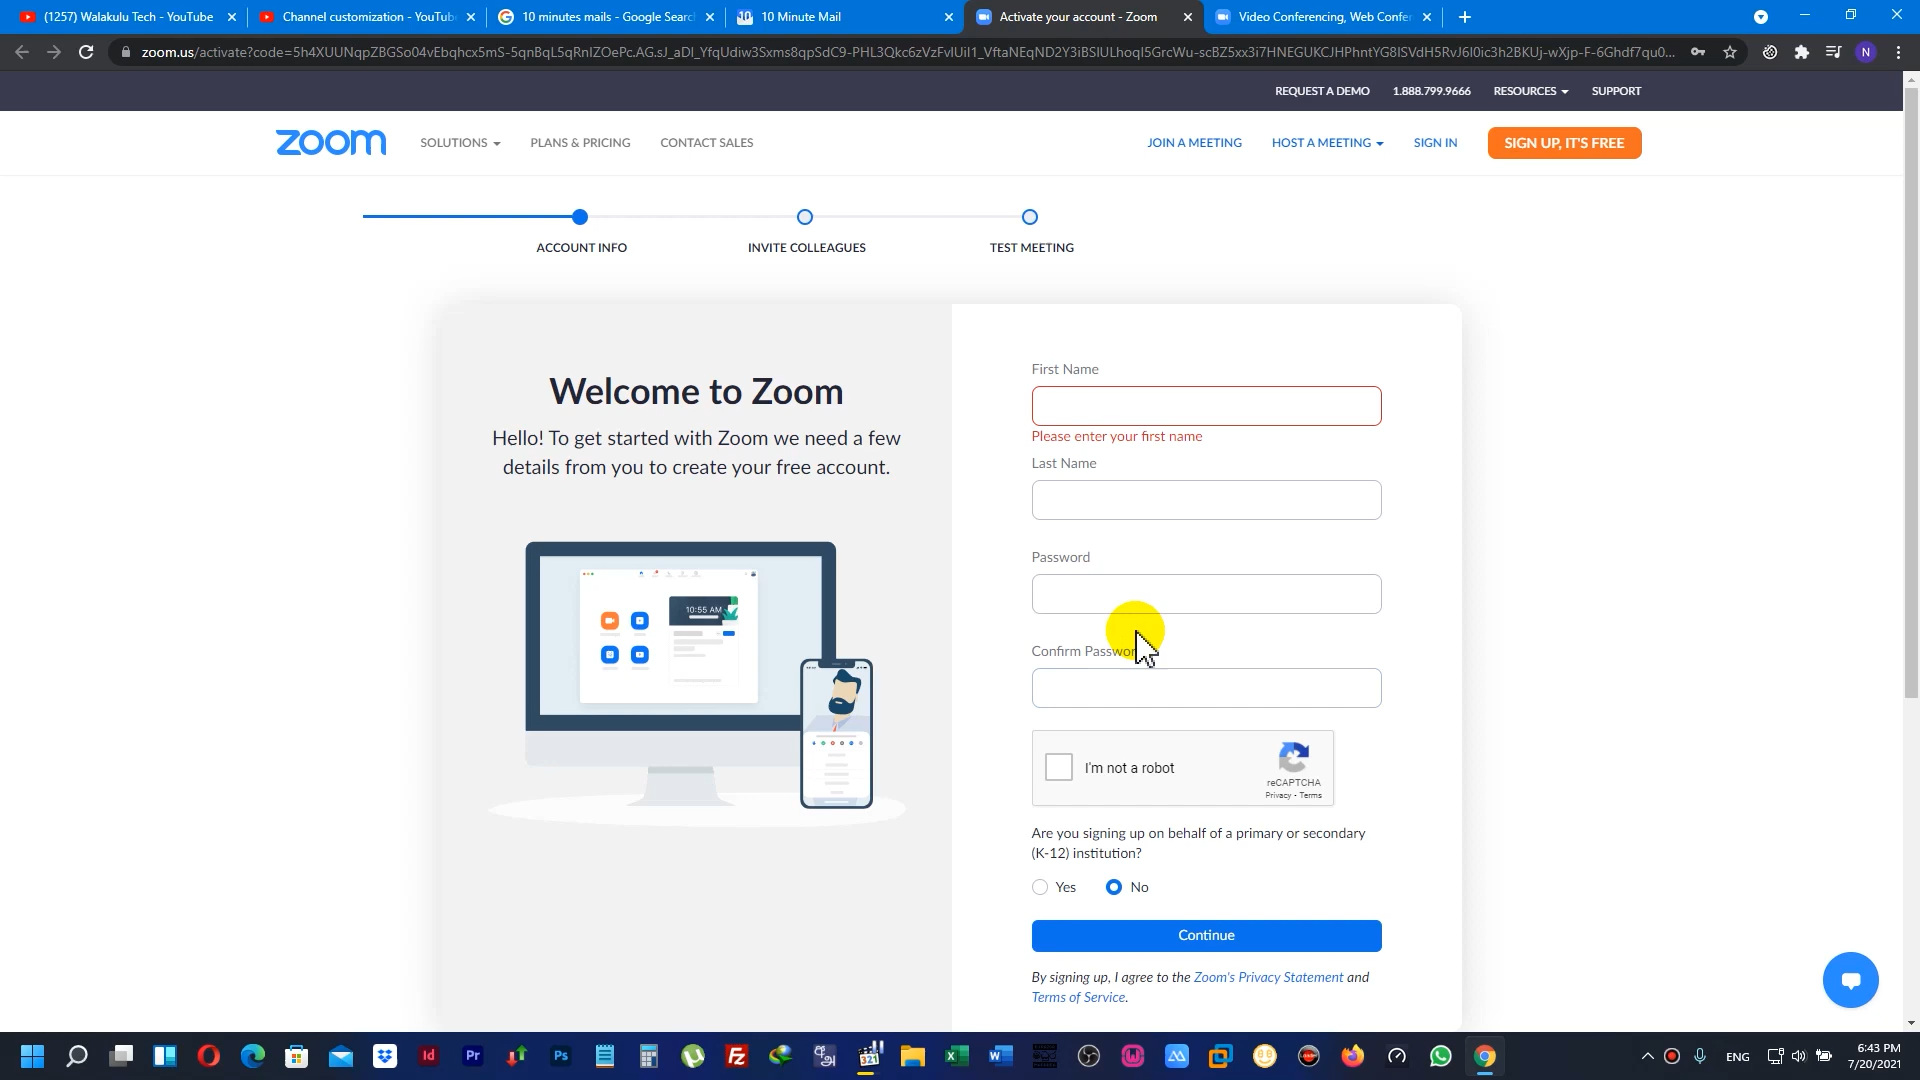 (1257) Walakulu Tech - YouTube
Channel customization - YouTube
10 minutes mails - Google Searc
10 Minute Mail
Activate your account - Zoom
Video Conferencing, Web Confer
REQUEST A DEMO 1.888.799.9666 RESOURCES SUPPORT
zoom SOLUTIONS PLANS & PRICING CONTACT SALES JOIN A MEETING HOST A MEETING SIGN IN SIGN UP, IT'S FREE
ACCOUNT INFO INVITE COLLEAGUES TEST MEETING
Welcome to Zoom
Hello! To get started with Zoom we need a few
details from you to create your free account.
10:55 AM
First Name
Please enter your first name
Last Name
Password
Confirm Passwor
I'm not a robot
reCAPTCHA
Privacy - Terms
Are you signing up on behalf of a primary or secondary
(K-12) institution?
Yes No
Continue
By signing up, I agree to the Zoom's Privacy Statement and
Terms of Service.
ENG
6:43 PM
7/20/2021